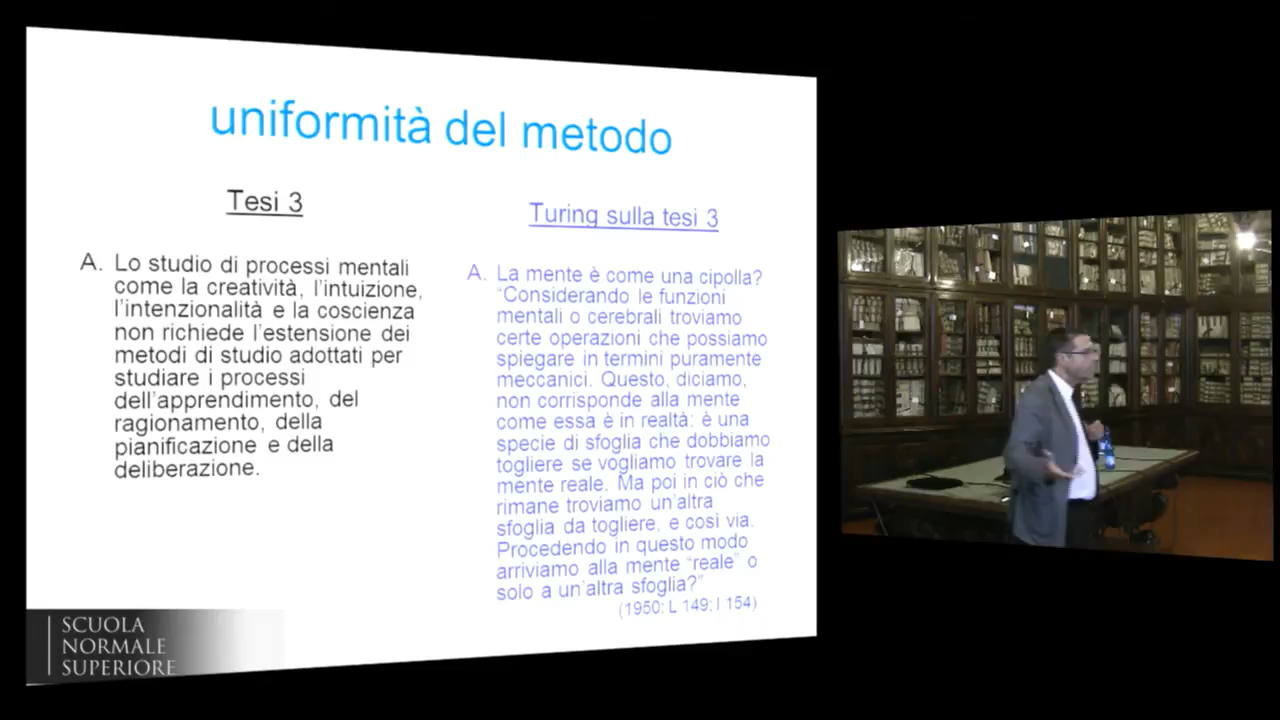 uniformità del metodo
Tesi 3
A. Lo studio di processi mentali
come la creatività, l’intuizione,
l’intenzionalità e la coscienza
non richiede l’estensione dei
metodi di studio adottati per
studiare i processi
dell’apprendimento, del
ragionamento, della
pianificazione e della
deliberazione.
Turing sulla tesi 3
A. La mente è come una cipolla?
“Considerando le funzioni
mentali o cerebrali troviamo
certe operazioni che possiamo
spiegare in termini puramente
meccanici. Questo, diciamo,
non corrisponde alla mente
come essa è in realtà: è una
specie di sfoglia che dobbiamo
togliere se vogliamo trovare la
mente reale. Ma poi in ciò che
rimane troviamo un’altra
sfoglia da togliere, e così via.
Procedendo in questo modo
arriviamo alla mente “reale” o
solo a un’altra sfoglia?”
(1950: L 149: I 154)
SCUOLA
NORMALE
SUPERIORE